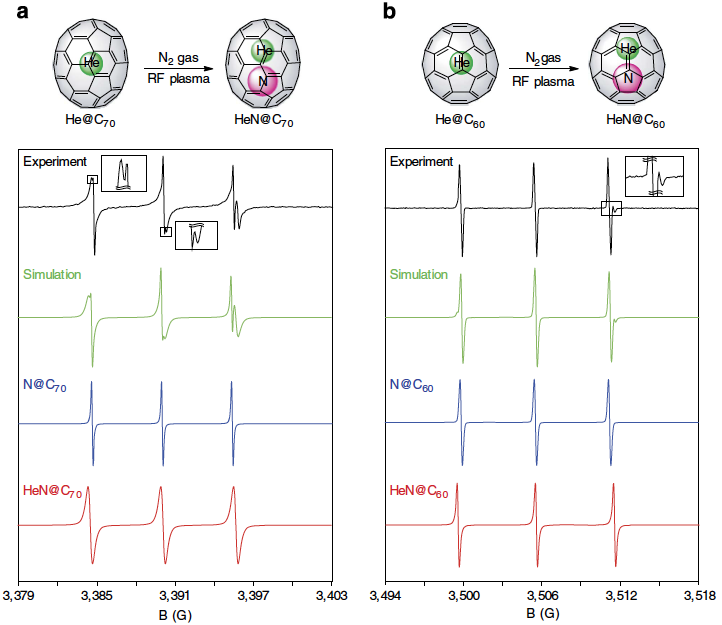 a
He
N₂ gas
RF plasma
He
N
He@C₇₀
HeN@C₇₀
Experiment
Simulation
N@C₇₀
HeN@C₇₀
3,379
3,385
3,391
3,397
3,403
B (G)
b
He
N₂gas
RF plasma
He
N
He@C₆₀
HeN@C₆₀
Experiment
Simulation
N@C₆₀
HeN@C₆₀
3,494
3,500
3,506
3,512
3,518
B (G)